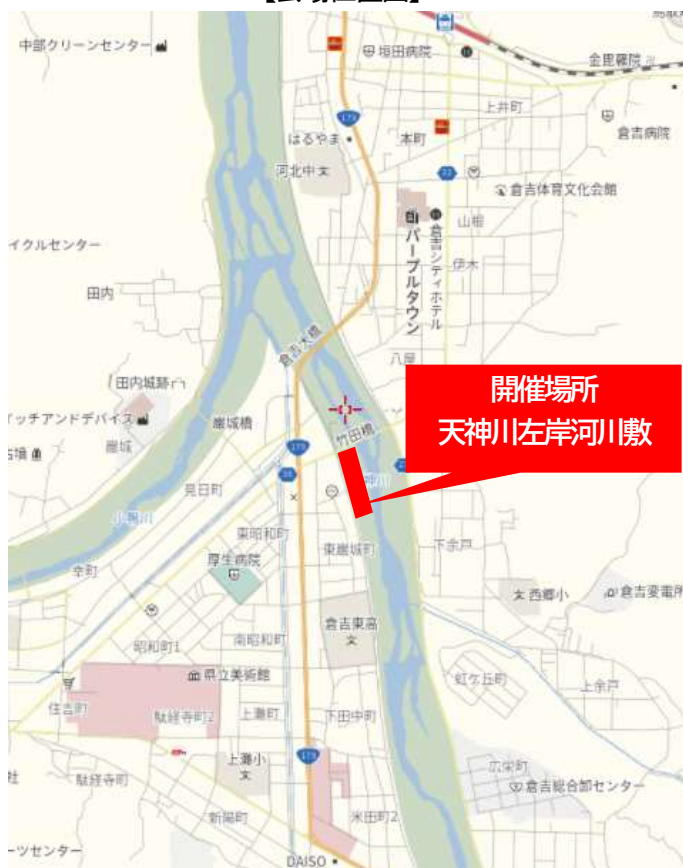 中部クリーンセンター
垣田病院
金毘羅院
上井町
倉吉病院
179
はるやま
本町
河北中
22
倉吉体育文化会館
山根
倉吉シティホテル
パープルタウン
伊木
イクルセンター
田内
倉吉大橋
八屋
田内城跡
開催場所
天神川左岸河川敷
イッチアンドデバイス
巌城橋
竹田橋
巌城
179
38
神川
見日町
小鴨川
東昭和町
東巌城町
下余戸
厚生病院
幸町
西郷小
倉吉変電所
倉吉東高
昭和町1
南昭和町
県立美術館
虹ケ丘町
上余戸
住吉町
駄経寺町2
上灘町
下田中町
179
上灘小
広栄町
駄経寺町
倉吉総合卸センター
新陽町
米田町2
ーツセンター
DAISO